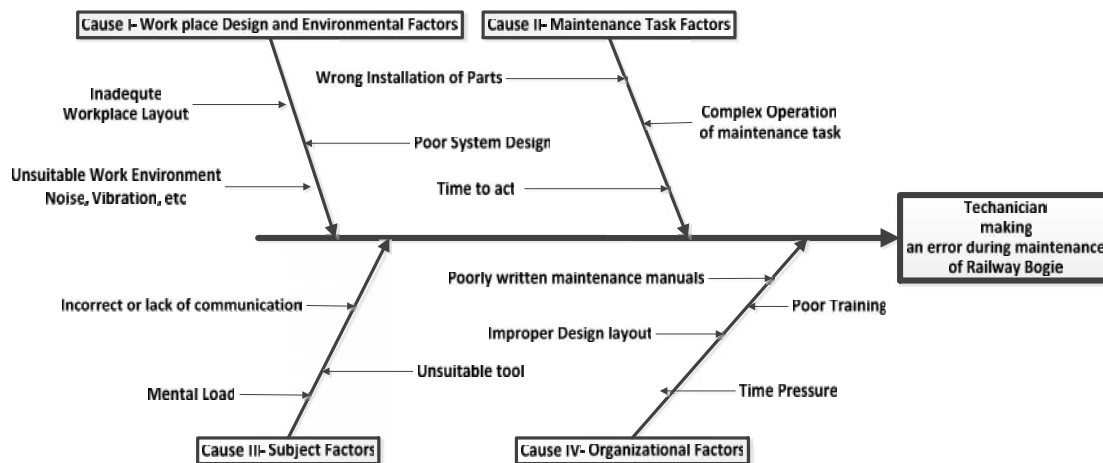 Cause I- Work place Design and Environmental Factors
Cause II- Maintenance Task Factors
Wrong Installation of Parts
Inadequte
Workplace Layout
Complex Operation
of maintenance task
Poor System Design
Unsuitable Work Environment
Noise, Vibration, etc
Time to act
Techanician
making
an error during maintenance
of Railway Bogie
Poorly written maintenance manuals
Incorrect or lack of communication
Poor Training
Improper Design layout
Unsuitable tool
Mental Load
Time Pressure
Cause III- Subject Factors
Cause IV- Organizational Factors